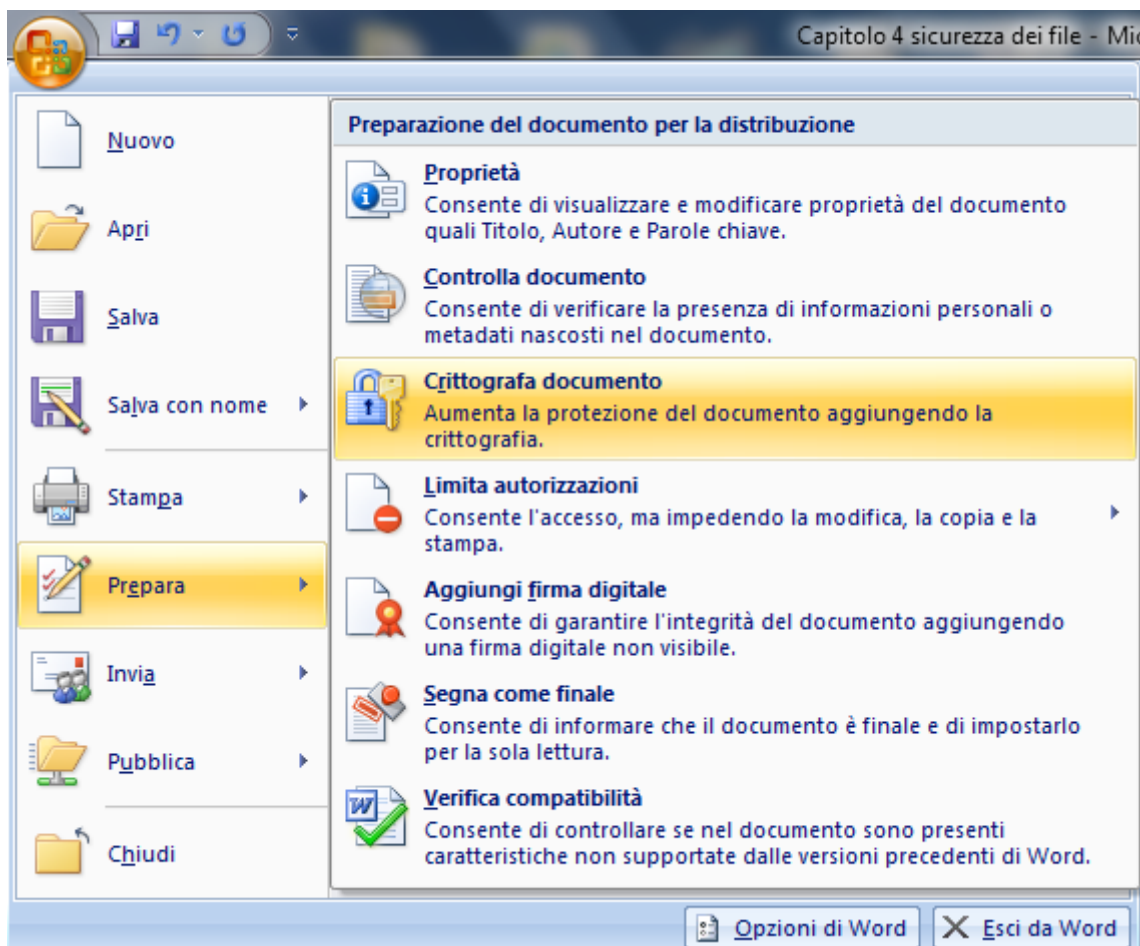 Capitolo 4 sicurezza dei file - Mic
Nuovo
Apri
Salva
Salva con nome
Stampa
Prepara
Invia
Pubblica
Chiudi
Preparazione del documento per la distribuzione
Proprietà
Consente di visualizzare e modificare proprietà del documento
quali Titolo, Autore e Parole chiave.
Controlla documento
Consente di verificare la presenza di informazioni personali o
metadati nascosti nel documento.
Crittografa documento
Aumenta la protezione del documento aggiungendo la
crittografia.
Limita autorizzazioni
Consente l'accesso, ma impedendo la modifica, la copia e la
stampa.
Aggiungi firma digitale
Consente di garantire l'integrità del documento aggiungendo
una firma digitale non visibile.
Segna come finale
Consente di informare che il documento è finale e di impostarlo
per la sola lettura.
Verifica compatibilità
Consente di controllare se nel documento sono presenti
caratteristiche non supportate dalle versioni precedenti di Word.
Opzioni di Word
Esci da Word